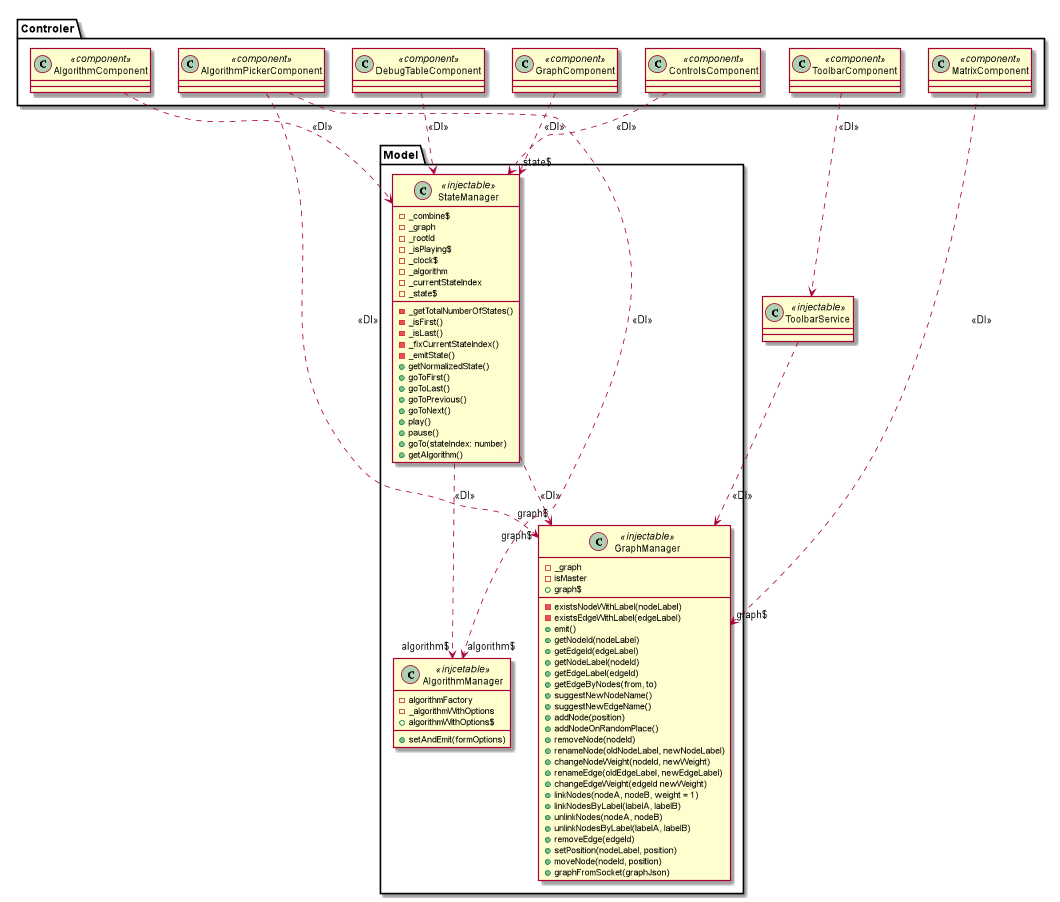 Controler
«component»
AlgorithmComponent
«component»
AlgorithmPickerComponent
«component»
DebugTableComponent
«component»
GraphComponent
«component»
ControlsComponent
«component»
ToolbarComponent
«component»
MatrixComponent
«DI»
«DI»
«DI»
«DI»
«DI»
Model
state$
«injectable»
StateManager
_combine$
_graph
_rootId
_isPlaying$
_clock$
_algorithm
_currentStateIndex
_state$
_getTotalNumberOfStates()
_isFirst()
_isLast()
_fixCurrentStateIndex()
_emitState()
getNormalizedState()
goToFirst()
goToLast()
goToPrevious()
goToNext()
play()
pause()
goTo(stateIndex: number)
getAlgorithm()
«injectable»
ToolbarService
«DI»
«DI»
«DI»
«DI»
«DI»
«DI»
graph$
graph$
graph$
«injectable»
GraphManager
_graph
isMaster
graph$
existsNodeWithLabel(nodeLabel)
existsEdgeWithLabel(edgeLabel)
emit()
getNodeId(nodeLabel)
getEdgeId(edgeLabel)
getNodeLabel(nodeId)
getEdgeLabel(edgeId)
getEdgeByNodes(from, to)
suggestNewNodeName()
suggestNewEdgeName()
addNode(position)
addNodeOnRandomPlace()
removeNode(nodeId)
renameNode(oldNodeLabel, newNodeLabel)
changeNodeWeight(nodeId, newWeight)
renameEdge(oldEdgeLabel, newEdgeLabel)
changeEdgeWeight(edgeId newWeight)
linkNodes(nodeA, nodeB, weight = 1)
linkNodesByLabel(labelA, labelB)
unlinkNodes(nodeA, nodeB)
unlinkNodesByLabel(labelA, labelB)
removeEdge(edgeId)
setPosition(nodeLabel, position)
moveNode(nodeId, position)
graphFromSocket(graphJson)
algorithm$
algorithm$
«injcetable»
AlgorithmManager
algorithmFactory
_algorithmWithOptions
algorithmWithOptions$
setAndEmit(formOptions)